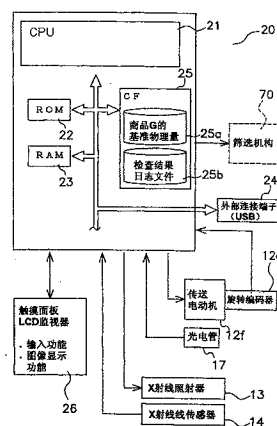 CPU
21
20
25
CF
70
ROM
22
商品G的
基准物理量
25a
筛选机构
RAM
23
检查结果
日志文件
25b
24
外部连接端子
(USB)
触摸面板
LCD监视器
. 输入功能
. 图像显示
功能
26
传送
电动机
12f
旋转编码器
光电管
17
X射线照射器
13
X射线线传感器
14